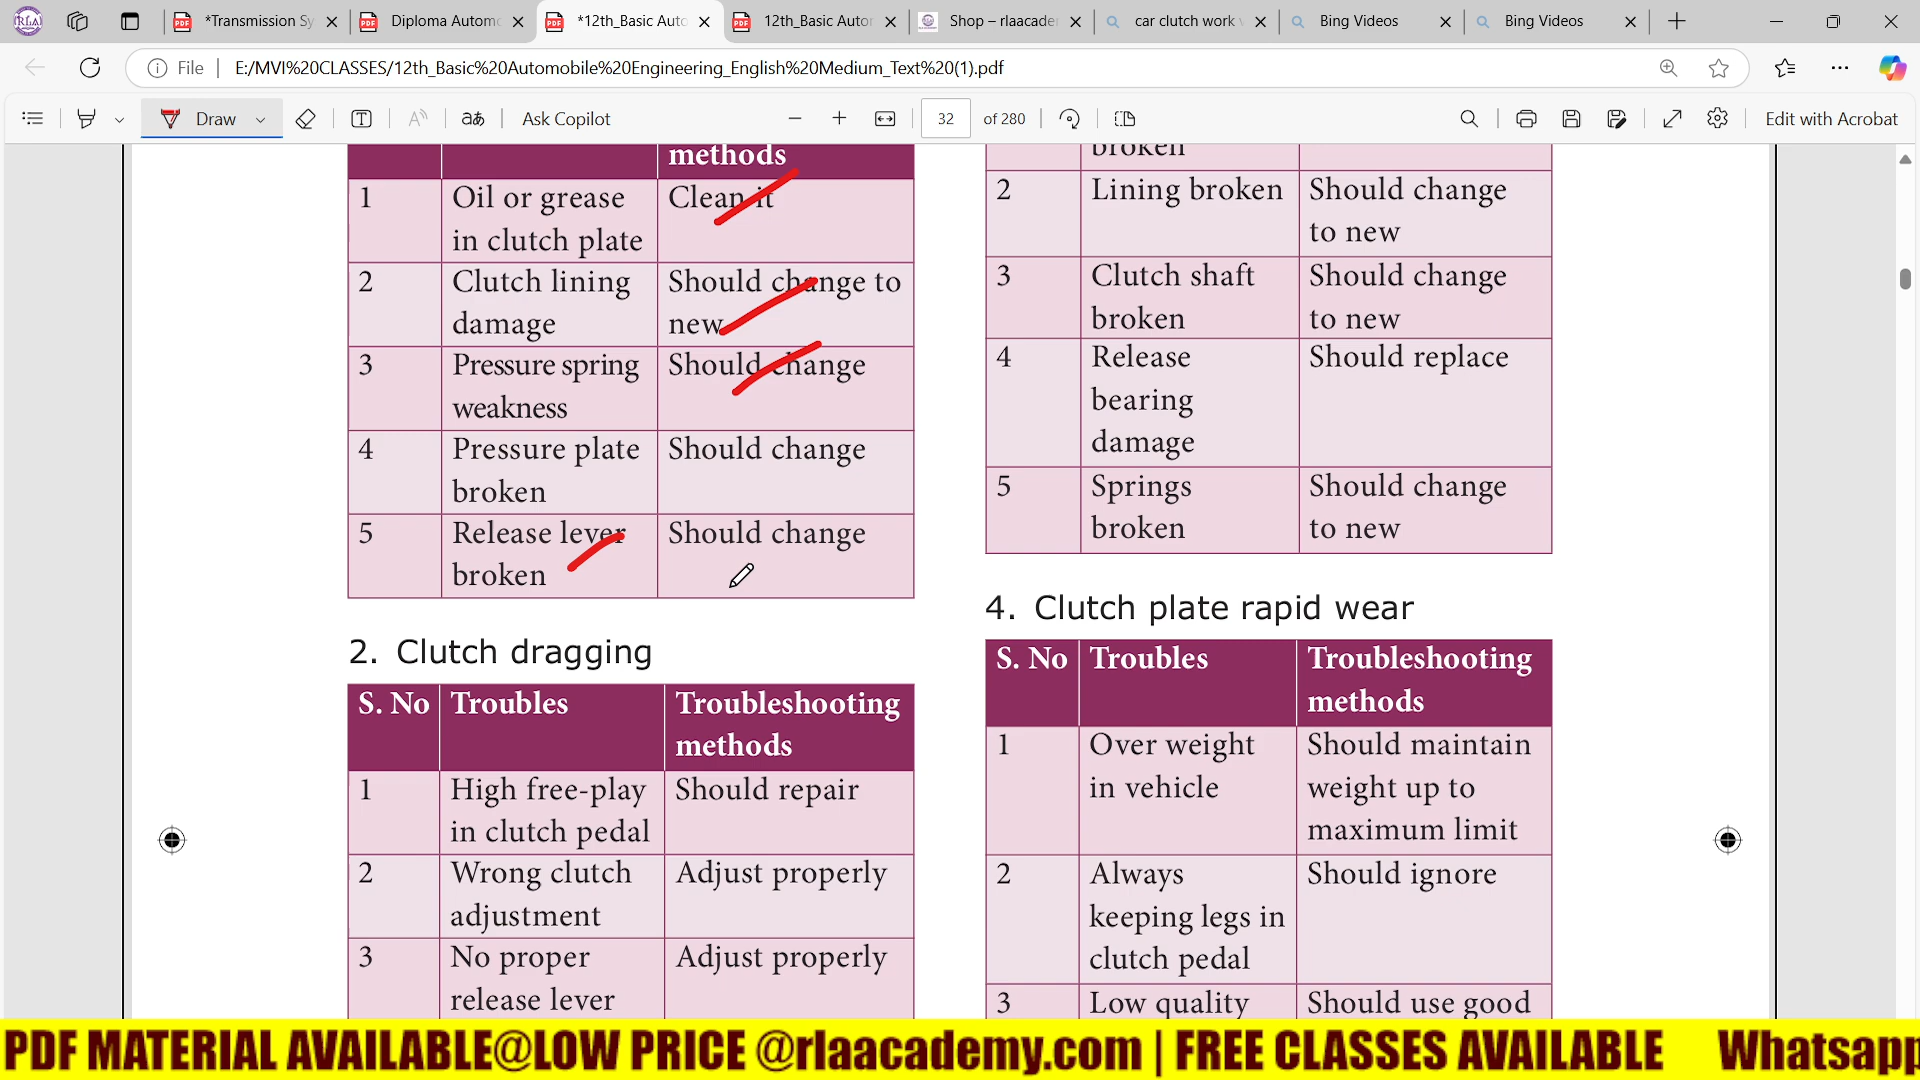 *Transmission Sy
Diploma Automo
*12th_Basic Auto
12th_Basic Autor
Shop – rlaacader
car clutch work v
Bing Videos
Bing Videos
File
E:/MVI%20CLASSES/12th_Basic%20Automobile%20Engineering_English%20Medium_Text%20(1).pdf
Draw
aあ
Ask Copilot
32 of 280
Edit with Acrobat
methods
1 Oil or grease in clutch plate Clean it
2 Clutch lining damage Should change to new
3 Pressure spring weakness Should change
4 Pressure plate broken Should change
5 Release lever broken Should change
2. Clutch dragging
S. No Troubles Troubleshooting methods
1 High free-play in clutch pedal Should repair
2 Wrong clutch adjustment Adjust properly
3 No proper release lever Adjust properly
broken
2 Lining broken Should change to new
3 Clutch shaft broken Should change to new
4 Release bearing damage Should replace
5 Springs broken Should change to new
4. Clutch plate rapid wear
S. No Troubles Troubleshooting methods
1 Over weight in vehicle Should maintain weight up to maximum limit
2 Always keeping legs in clutch pedal Should ignore
3 Low quality Should use good
PDF MATERIAL AVAILABLE@LOW PRICE @rlaacademy.com | FREE CLASSES AVAILABLE Whatsapp